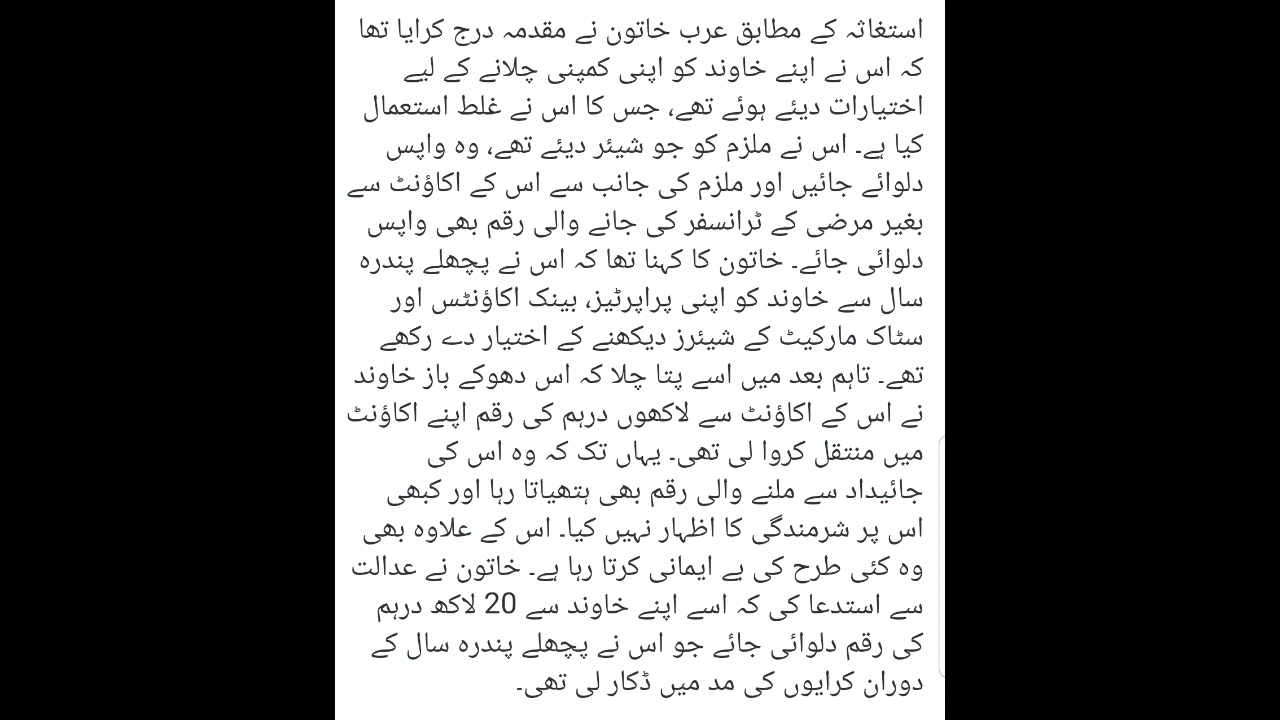 استغاثہ کے مطابق عرب خاتون نے مقدمہ درج کرایا تھا
کہ اس نے اپنے خاوند کو اپنی کمپنی چلانے کے لیے
اختیارات دیئے ہوئے تھے، جس کا اس نے غلط استعمال
کیا ہے۔ اس نے ملزم کو جو شیئر دیئے تھے، وہ واپس
دلوائے جائیں اور ملزم کی جانب سے اس کے اکاؤنٹ سے
بغیر مرضی کے ٹرانسفر کی جانے والی رقم بھی واپس
دلوائی جائے۔ خاتون کا کہنا تھا کہ اس نے پچھلے پندرہ
سال سے خاوند کو اپنی پراپرٹیز، بینک اکاؤنٹس اور
سٹاک مارکیٹ کے شیئرز دیکھنے کے اختیار دے رکھے
تھے۔ تاہم بعد میں اسے پتا چلا کہ اس دھوکے باز خاوند
نے اس کے اکاؤنٹ سے لاکھوں درہم کی رقم اپنے اکاؤنٹ
میں منتقل کروا لی تھی۔ یہاں تک کہ وہ اس کی
جائیداد سے ملنے والی رقم بھی ہتھیاتا رہا اور کبھی
اس پر شرمندگی کا اظہار نہیں کیا۔ اس کے علاوہ بھی
وہ کئی طرح کی بے ایمانی کرتا رہا ہے۔ خاتون نے عدالت
سے استدعا کی کہ اسے اپنے خاوند سے 20 لاکھ درہم
کی رقم دلوائی جائے جو اس نے پچھلے پندرہ سال کے
دوران کرایوں کی مد میں ڈکار لی تھی۔